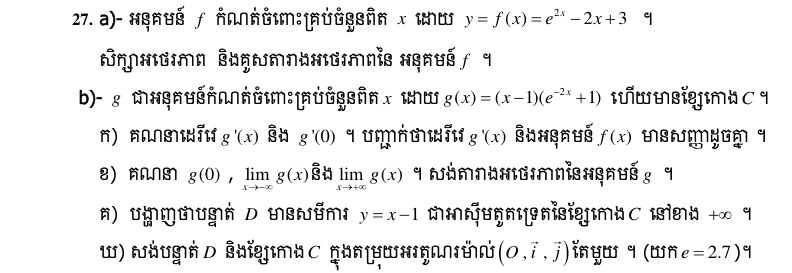 27. a)- អនុគមន៍ f កំណត់ចំពោះគ្រប់ចំនួនពិត x ដោយ y = f(x) = e^{2x} − 2x + 3 ។
សិក្សាអថេរភាព និងគូសតារាងអថេរភាពនៃ អនុគមន៍ f ។
b)- g ជាអនុគមន៍កំណត់ចំពោះគ្រប់ចំនួនពិត x ដោយ g(x) = (x−1)(e^{−2x} +1) ហើយមានខ្សែកោង C ។
ក) គណនាដេរីវេ g'(x) និង g'(0) ។ បញ្ជាក់ថាដេរីវេ g'(x) និងអនុគមន៍ f(x) មានសញ្ញាដូចគ្នា ។
ខ) គណនា g(0) , lim_{x→−∞} g(x) និង lim_{x→+∞} g(x) ។ សង់តារាងអថេរភាពនៃអនុគមន៍ g ។
គ) បង្ហាញថាបន្ទាត់ D មានសមីការ y = x−1 ជាអាស៊ីមតូតទ្រេតនៃខ្សែកោង C នៅខាង +∞ ។
ឃ) សង់បន្ទាត់ D និងខ្សែកោង C ក្នុងតម្រុយអរតូណរម៉ាល់ (O, i⃗, j⃗) តែមួយ ។ (យក e = 2.7)។